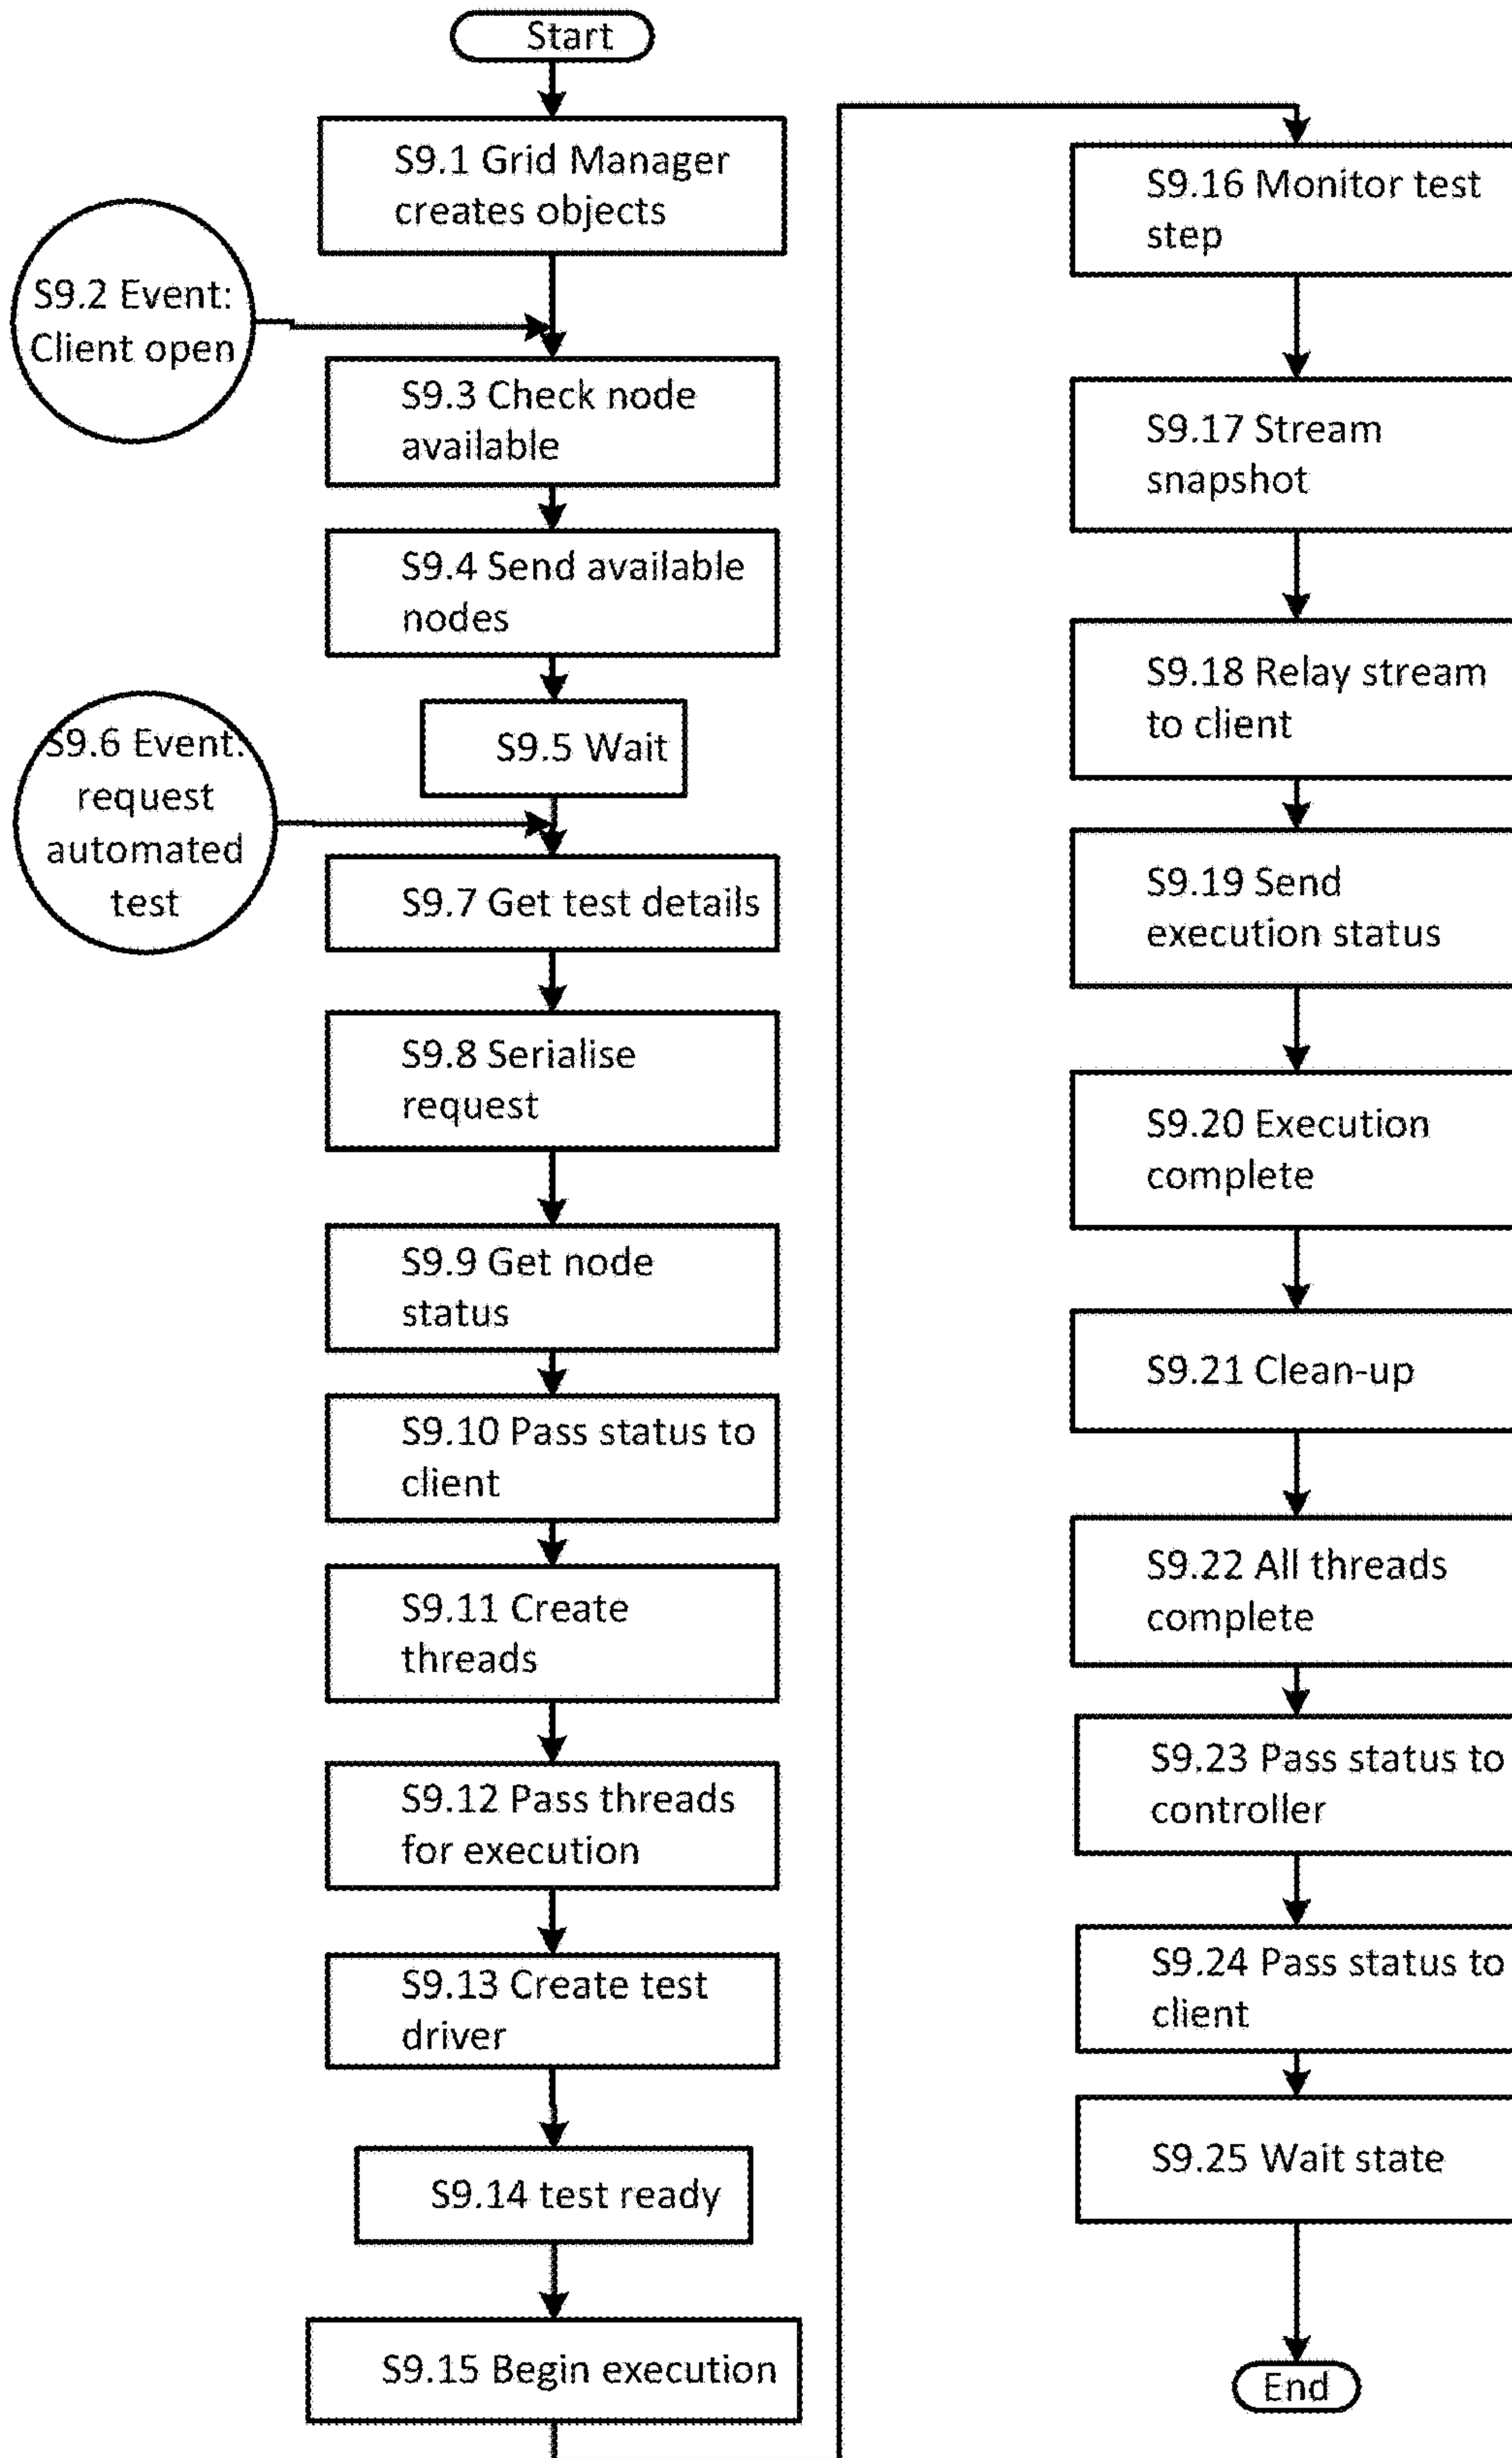 Start
S9.1 Grid Manager
creates objects
S9.2 Event:
Client open
S9.3 Check node
available
S9.4 Send available
nodes
S9.5 Wait
S9.6 Event:
request
automated
test
S9.7 Get test details
S9.8 Serialise
request
S9.9 Get node
status
S9.10 Pass status to
client
S9.11 Create
threads
S9.12 Pass threads
for execution
S9.13 Create test
driver
S9.14 test ready
S9.15 Begin execution
S9.16 Monitor test
step
S9.17 Stream
snapshot
S9.18 Relay stream
to client
S9.19 Send
execution status
S9.20 Execution
complete
S9.21 Clean-up
S9.22 All threads
complete
S9.23 Pass status to
controller
S9.24 Pass status to
client
S9.25 Wait state
End